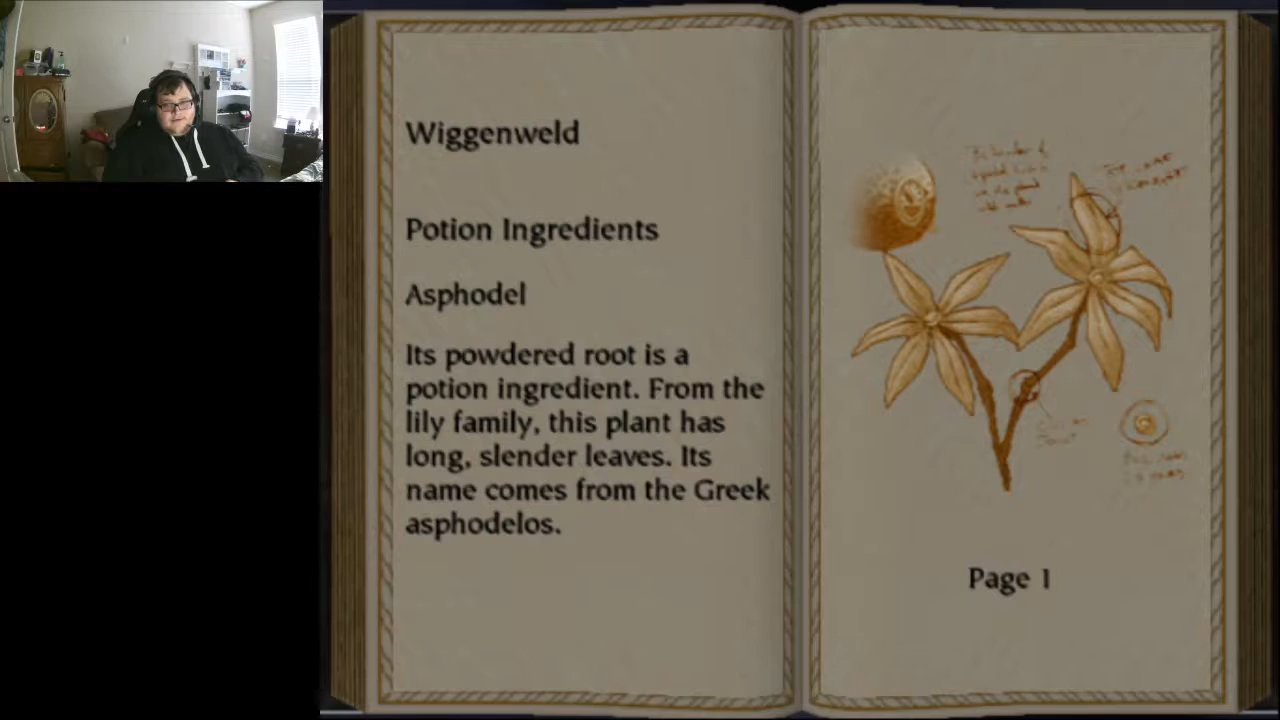 Wiggenweld
Potion Ingredients
Asphodel
Its powdered root is a
potion ingredient. From the
lily family, this plant has
long, slender leaves. Its
name comes from the Greek
asphodelos.
Page 1